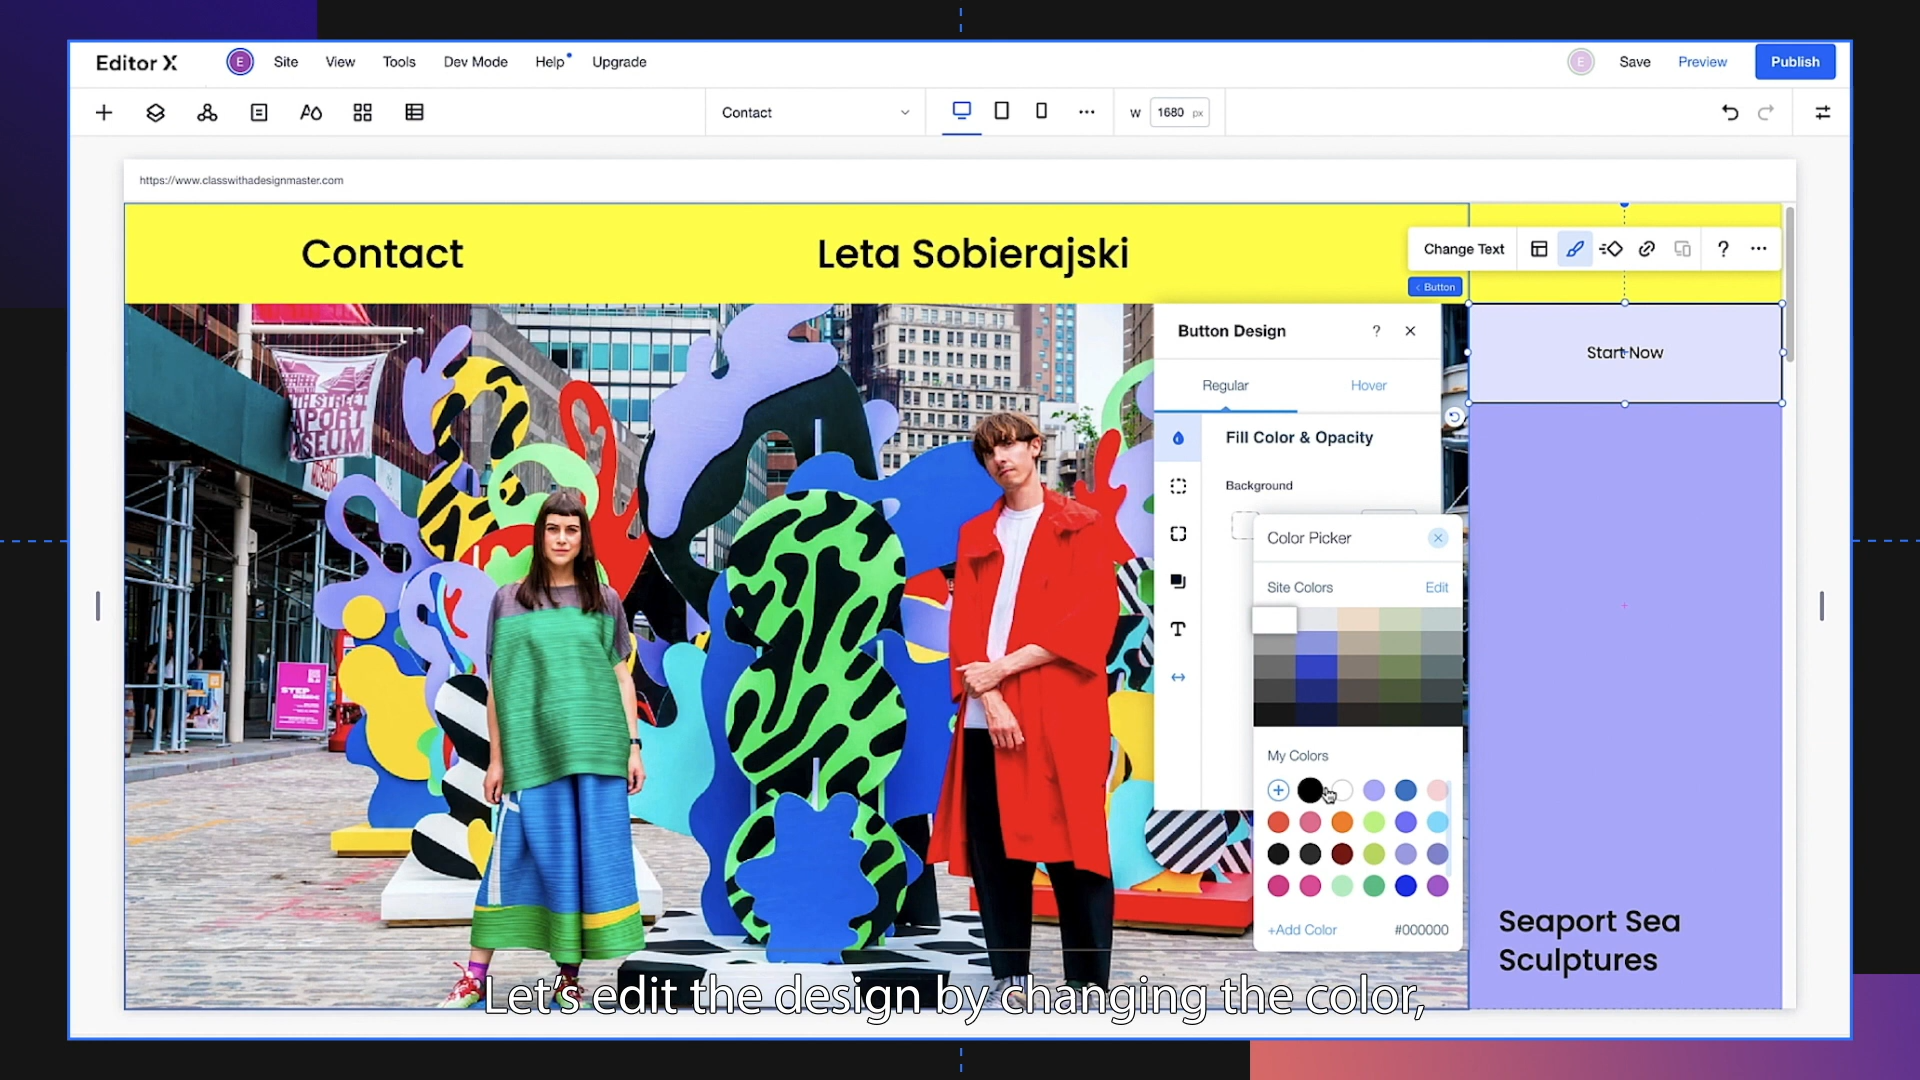 Editor X
E
Site
View
Tools
Dev Mode
Help
Upgrade
E
Save
Preview
Publish
Contact
W
1680 px
https://www.classwithadesignmaster.com
Contact
Leta Sobierajski
Change Text
?
Button
Button Design
?
Regular
Hover
Start Now
Fill Color & Opacity
Background
Color Picker
Site Colors
Edit
My Colors
+Add Color
#000000
Seaport Sea
Sculptures
STEP
Let's edit the design by changing the color,